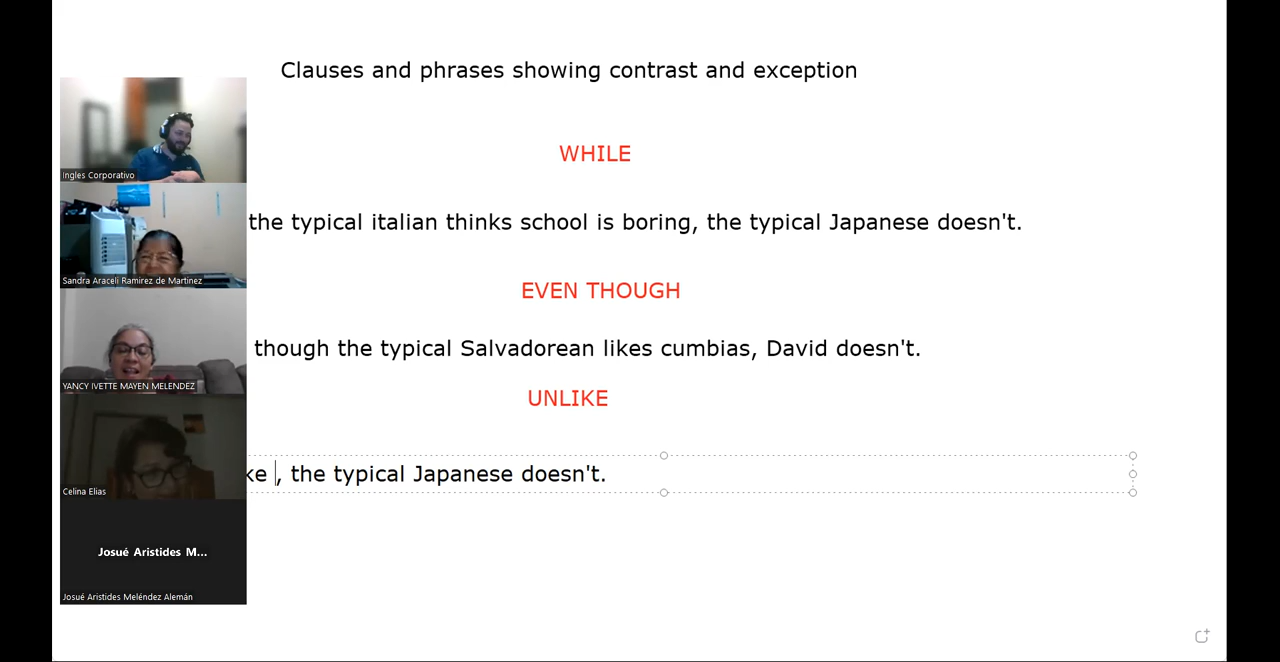 Clauses and phrases showing contrast and exception
WHILE
the typical italian thinks school is boring, the typical Japanese doesn't.
EVEN THOUGH
though the typical Salvadorean likes cumbias, David doesn't.
UNLIKE
ke , the typical Japanese doesn't.
Ingles Corporativo
Sandra Araceli Ramirez de Martinez
YANCY IVETTE MAYEN MELENDEZ
Celina Elias
Josué Aristides M...
Josué Aristides Meléndez Alemán